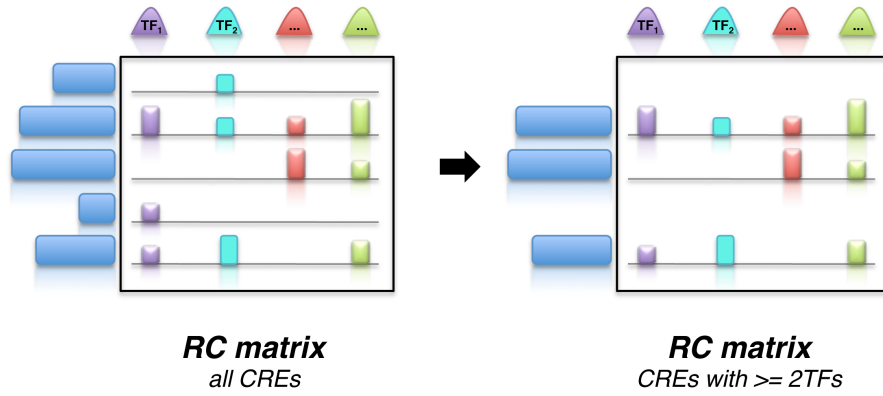 TF1 TF2 ... ... TF1 TF2 ... ...
RC matrix RC matrix
all CREs CREs with >= 2TFs